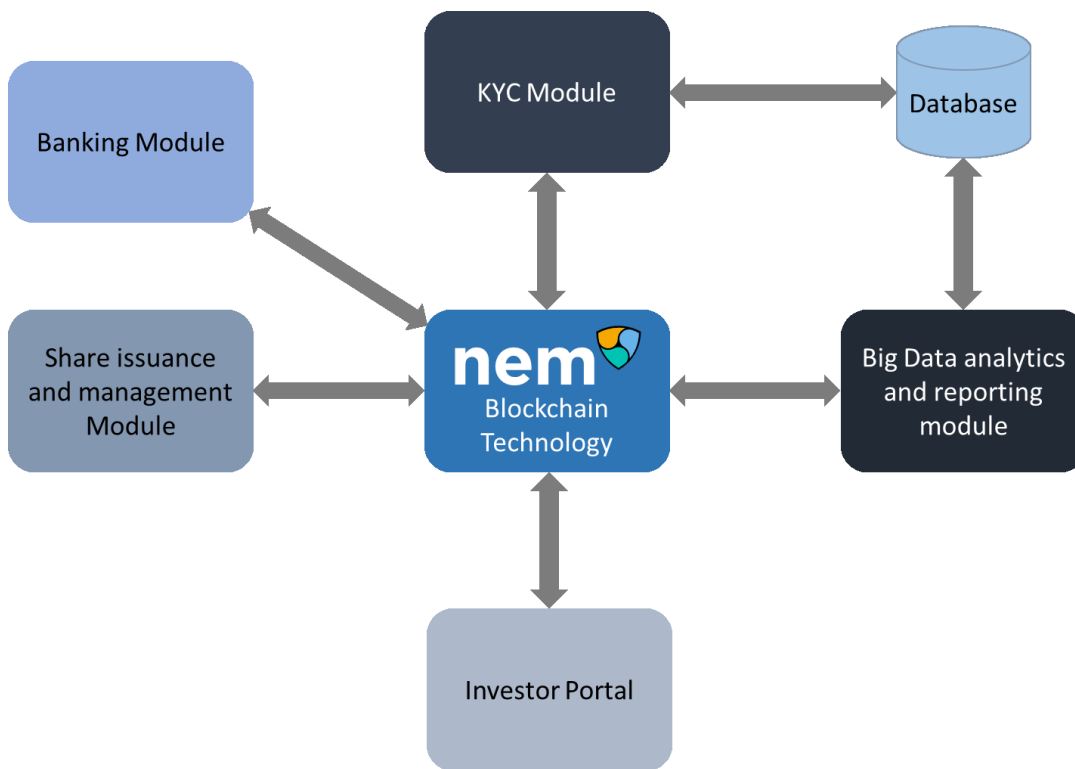 KYC Module
Database
Banking Module
Share issuance
and management
Module
nem
Blockchain
Technology
Big Data analytics
and reporting
module
Investor Portal